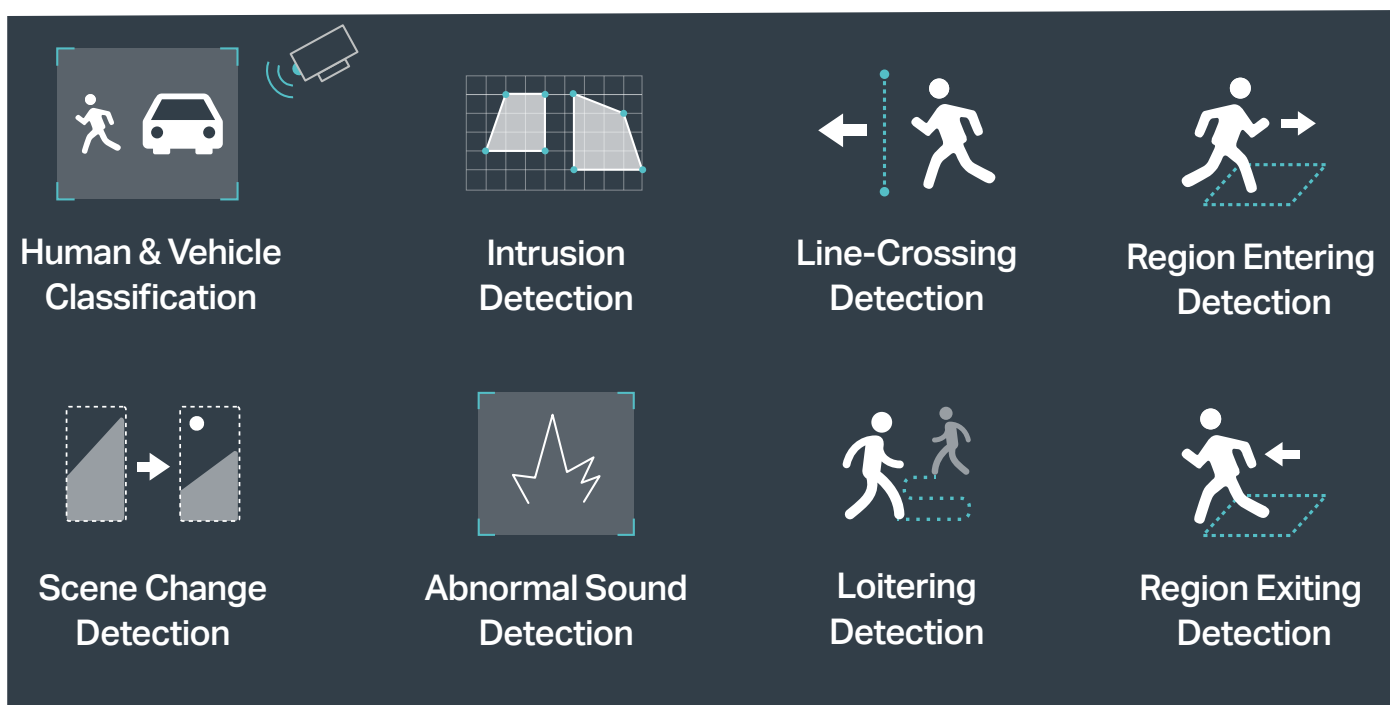 Human & Vehicle
Classification
Intrusion
Detection
Line-Crossing
Detection
Region Entering
Detection
Scene Change
Detection
Abnormal Sound
Detection
Loitering
Detection
Region Exiting
Detection